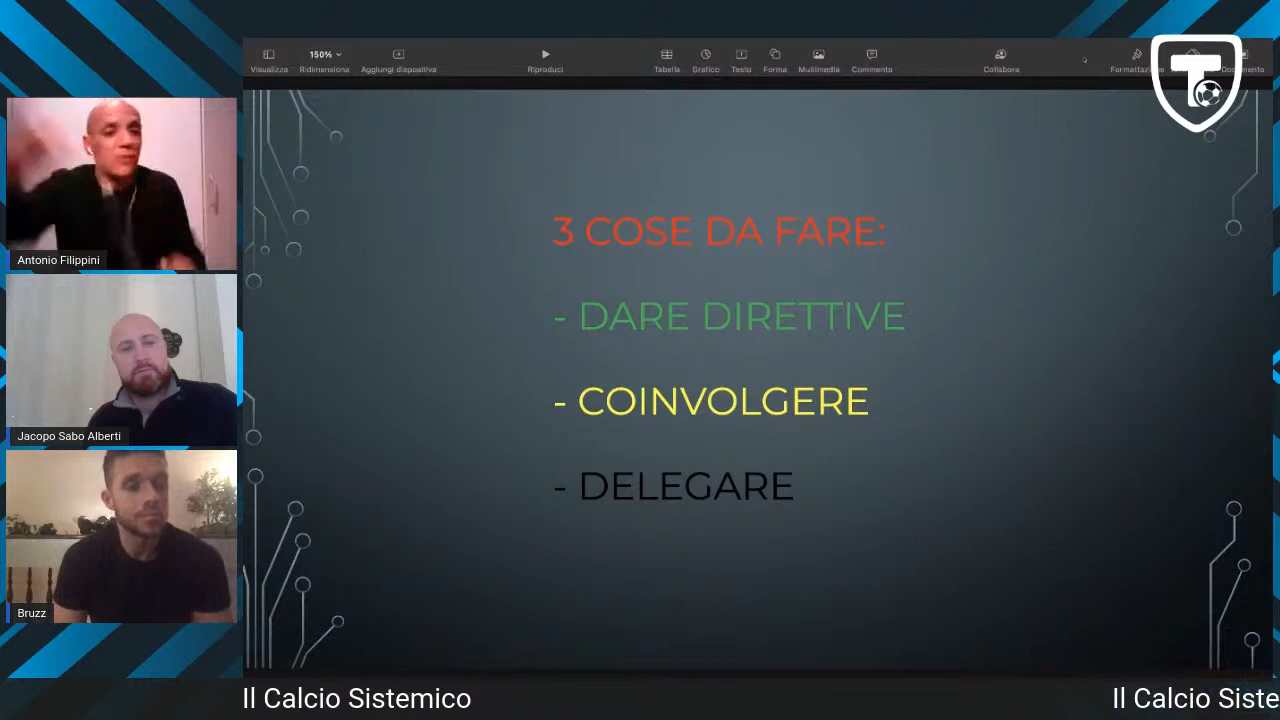 150%
Visualizza
Ridimensiona
Aggiungi diapositiva
Riproduci
Tabella
Grafico
Testo
Forma
Multimedia
Commento
Collabora
3 COSE DA FARE:
- DARE DIRETTIVE
- COINVOLGERE
- DELEGARE
Antonio Filippini
Jacopo Sabo Alberti
Bruzz
Il Calcio Sistemico
Il Calcio Siste